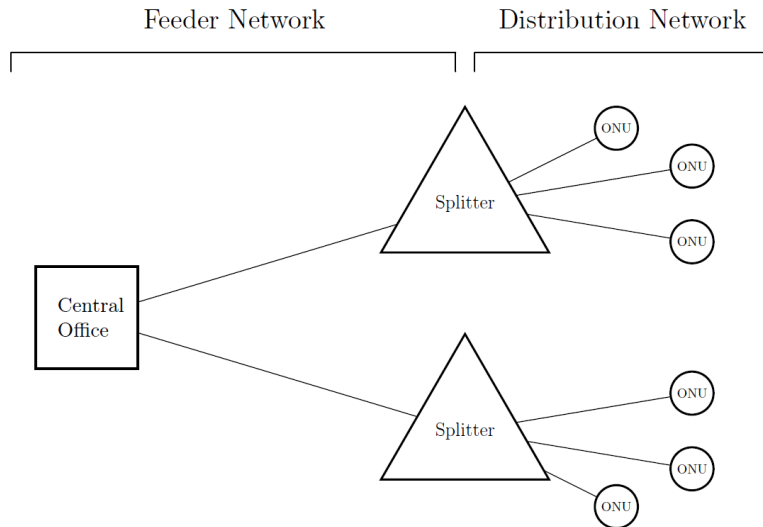 Feeder Network
Distribution Network
ONU
ONU
Splitter
ONU
Central
Office
ONU
Splitter
ONU
ONU